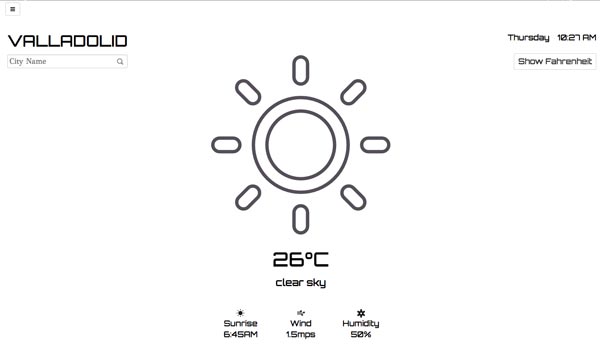 VALLADOLID
City Name
Thursday 10:27 AM
Show Fahrenheit
26°C
clear sky
Sunrise Wind Humidity
6:45AM 1.5mps 50%